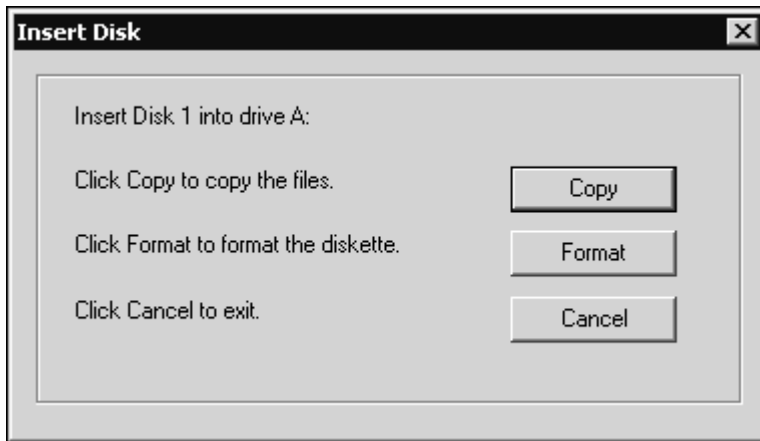 Insert Disk
Insert Disk 1 into drive A:
Click Copy to copy the files.
Copy
Click Format to format the diskette.
Format
Click Cancel to exit.
Cancel